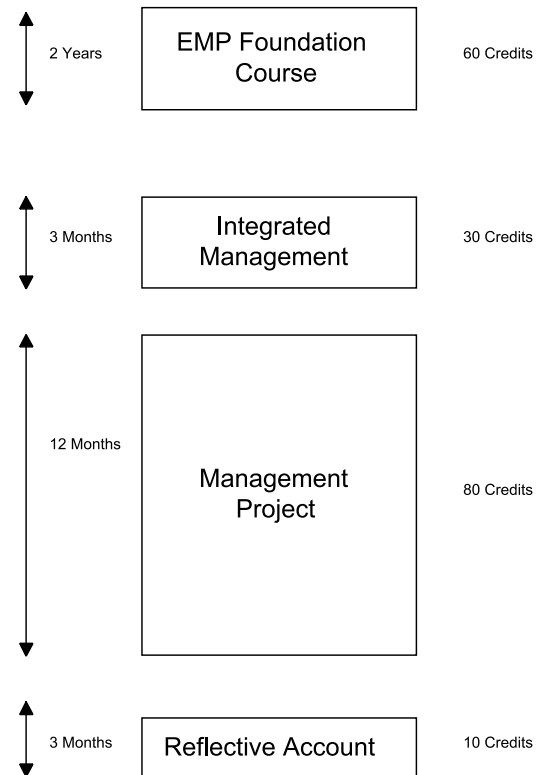 2 Years
EMP Foundation
Course
60 Credits
3 Months
Integrated
Management
30 Credits
12 Months
Management
Project
80 Credits
3 Months
Reflective Account
10 Credits